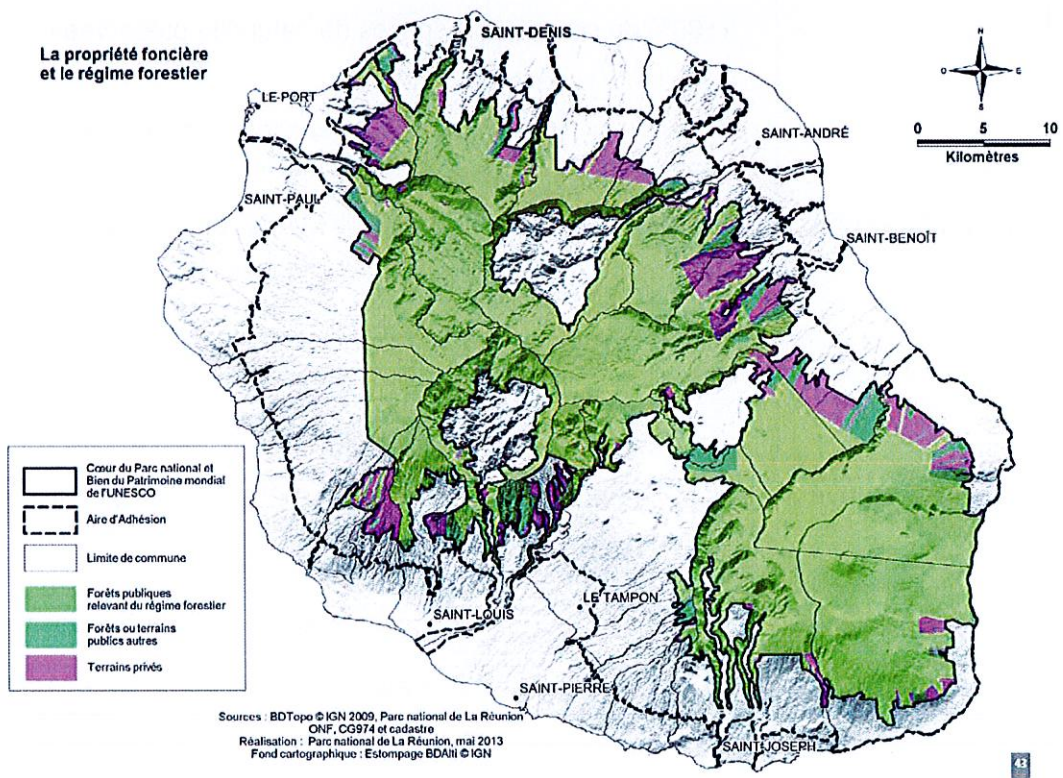 La propriété foncière
et le régime forestier
SAINT-DENIS
LE PORT
SAINT-ANDRÉ
SAINT-PAUL
SAINT-BENOÎT
N
O
E
S
0 5 10
Kilomètres
Cœur du Parc national et
Bien du Patrimoine mondial
de l'UNESCO
Aire d'Adhésion
Limite de commune
Forêts publiques
relevant du régime forestier
Forêts ou terrains
publics autres
Terrains privés
LE TAMPON
SAINT-LOUIS
SAINT-PIERRE
SAINT-JOSEPH
Sources : BDTopo © IGN 2009, Parc national de La Réunion
ONF, CG974 et cadastre
Réalisation : Parc national de La Réunion, mai 2013
Fond cartographique : Estompage BDAlti © IGN
43